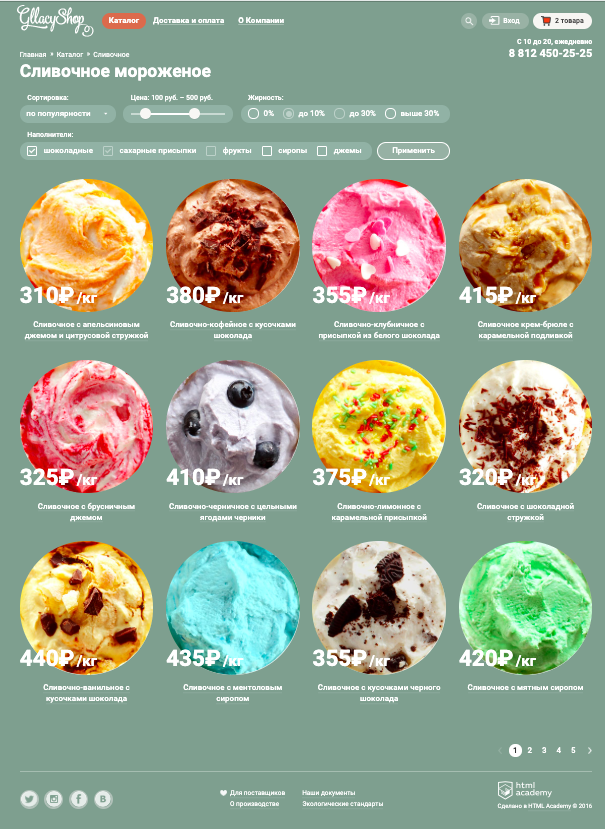 GllacyShop
Каталог
Доставка и оплата
О Компании
Вход
2 товара
С 10 до 20, ежедневно
8 812 450-25-25
Главная » Каталог » Сливочное
Сливочное мороженое
Сортировка:
Цена: 100 руб. – 500 руб.
Жирность:
по популярности
0%
до 10%
до 30%
выше 30%
Наполнители:
шоколадные
сахарные присыпки
фрукты
сиропы
джемы
Применить
310₽ /кг
380₽ /кг
355₽ /кг
415₽ /кг
Сливочное с апельсиновым
джемом и цитрусовой стружкой
Сливочно-кофейное с кусочками
шоколада
Сливочно-клубничное с
присыпкой из белого шоколада
Сливочное крем-брюле с
карамельной подливкой
325₽ /кг
410₽ /кг
375₽ /кг
320₽ /кг
Сливочное с брусничным
джемом
Сливочно-черничное с цельными
ягодами черники
Сливочно-лимонное с
карамельной присыпкой
Сливочное с шоколадной
стружкой
440₽ /кг
435₽ /кг
355₽ /кг
420₽ /кг
Сливочно-ванильное с
кусочками шоколада
Сливочное с ментоловым
сиропом
Сливочное с кусочками черного
шоколада
Сливочное с мятным сиропом
1 2 3 4 5
Для поставщиков
О производстве
Наши документы
Экологические стандарты
html
academy
Сделано в HTML Academy © 2016